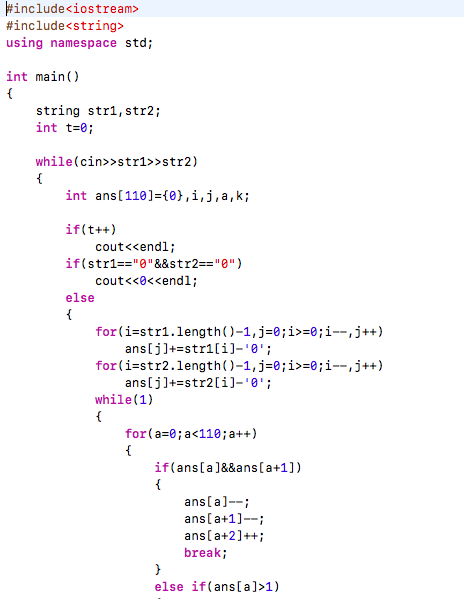 #include<iostream>
#include<string>
using namespace std;
int main()
{
    string str1,str2;
    int t=0;
    while(cin>>str1>>str2)
    {
        int ans[110]={0},i,j,a,k;
        if(t++)
            cout<<endl;
        if(str1=="0"&&str2=="0")
            cout<<0<<endl;
        else
        {
            for(i=str1.length()-1,j=0;i>=0;i--,j++)
                ans[j]+=str1[i]-'0';
            for(i=str2.length()-1,j=0;i>=0;i--,j++)
                ans[j]+=str2[i]-'0';
            while(1)
            {
                for(a=0;a<110;a++)
                {
                    if(ans[a]&&ans[a+1])
                    {
                        ans[a]--;
                        ans[a+1]--;
                        ans[a+2]++;
                        break;
                    }
                    else if(ans[a]>1)